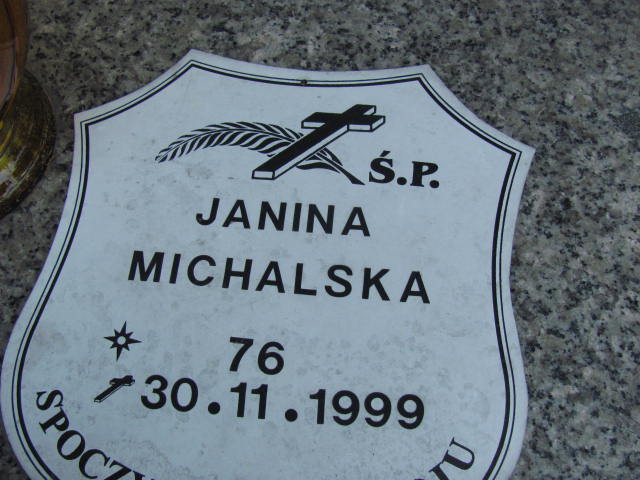 Ś.P.
JANINA
MICHALSKA
76
30.11.1999